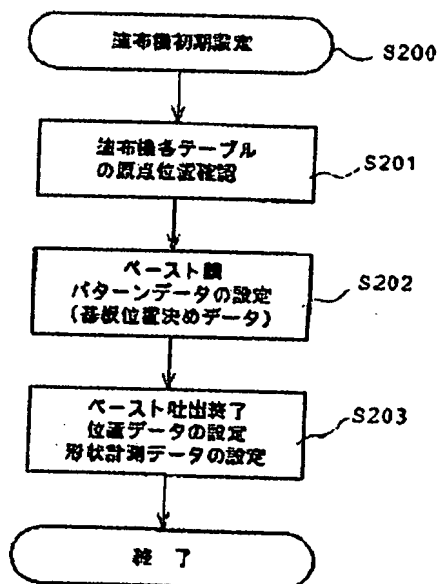 塗布機初期設定
S200
塗布機各テーブル
の原点位置確認
S201
ペースト膜
パターンデータの設定
(基板位置決めデータ)
S202
ペースト吐出終了
位置データの設定
形状計測データの設定
S203
終了